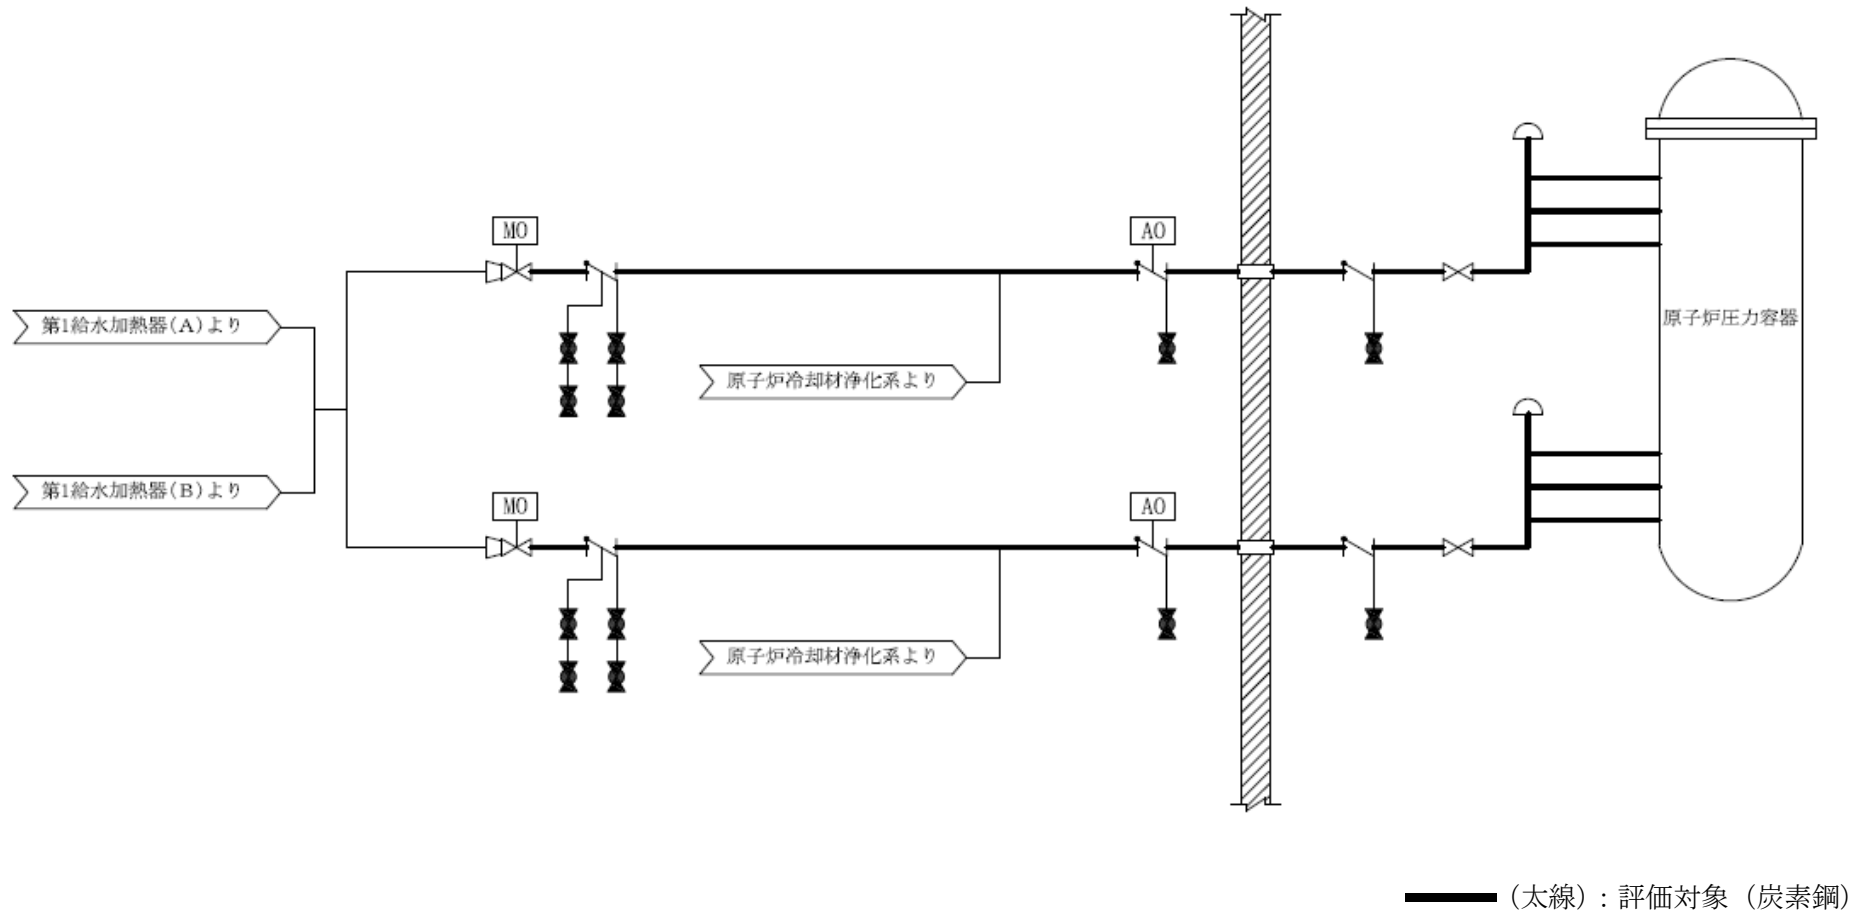 MO
AO
第1給水加熱器(A)より
原子炉圧力容器
原子炉冷却材浄化系より
第1給水加熱器(B)より
MO
AO
原子炉冷却材浄化系より
(太線):評価対象(炭素鋼)